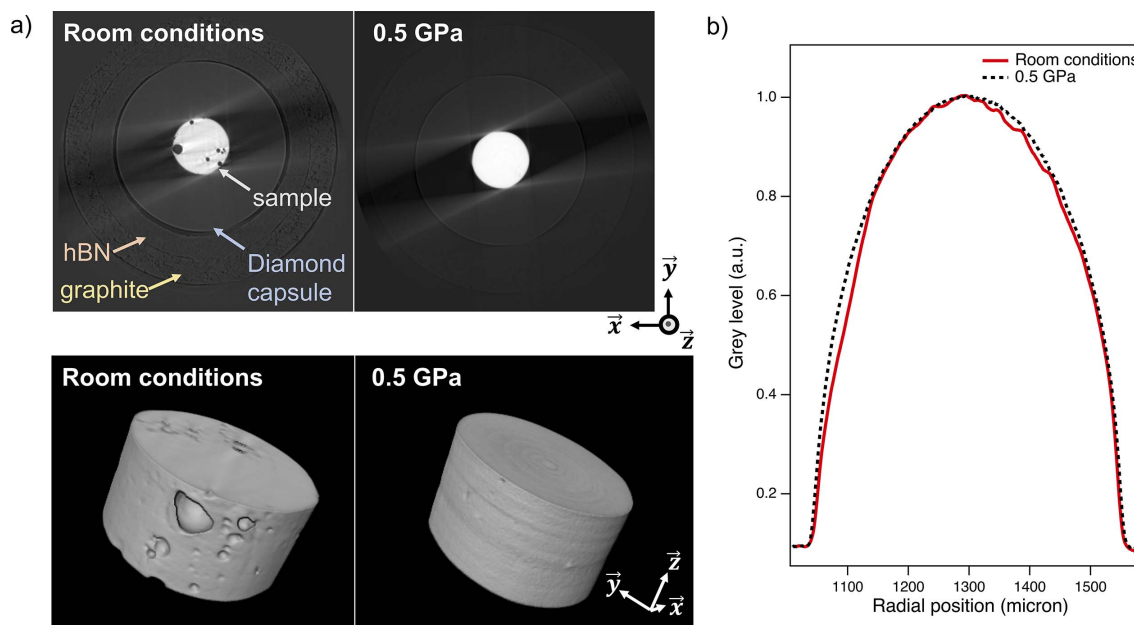 a)
Room conditions
0.5 GPa
sample
hBN
graphite
Diamond
capsule
y
x
z
Room conditions
0.5 GPa
z
y
x
b)
Room conditions
0.5 GPa
1.0
0.8
0.6
0.4
0.2
Grey level (a.u.)
1100 1200 1300 1400 1500
Radial position (micron)